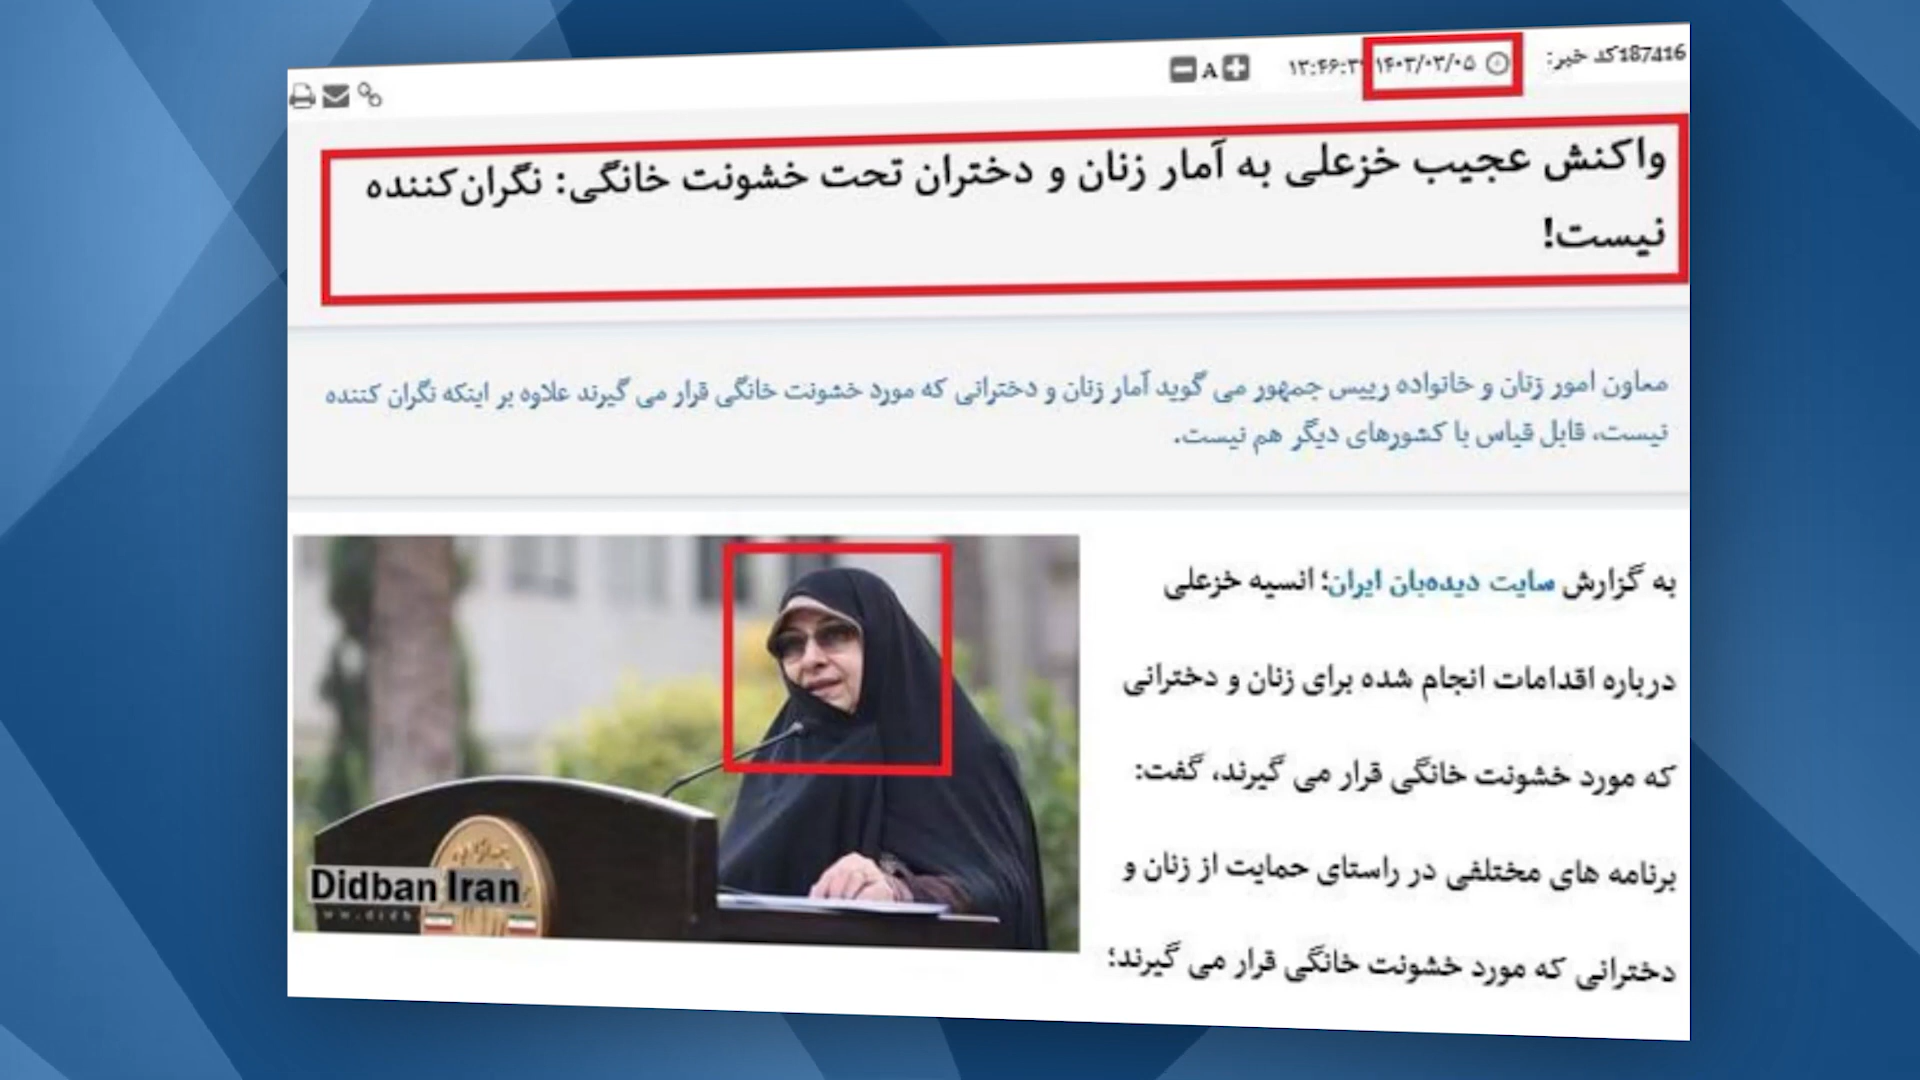 187416کد خبر:
۱۴۰۳/۰۳/۰۵
A
واکنش عجیب خزعلی به آمار زنان و دختران تحت خشونت خانگی: نگران‌کننده
نیست!
معاون امور زنان و خانواده رییس جمهور می گوید آمار زنان و دخترانی که مورد خشونت خانگی قرار می گیرند علاوه بر اینکه نگران کننده
نیست، قابل قیاس با کشورهای دیگر هم نیست.
به گزارش سایت دیده‌بان ایران؛ انسیه خزعلی
درباره اقدامات انجام شده برای زنان و دخترانی
که مورد خشونت خانگی قرار می گیرند، گفت:
برنامه های مختلفی در راستای حمایت از زنان و
دخترانی که مورد خشونت خانگی قرار می گیرند؛
Didban Iran